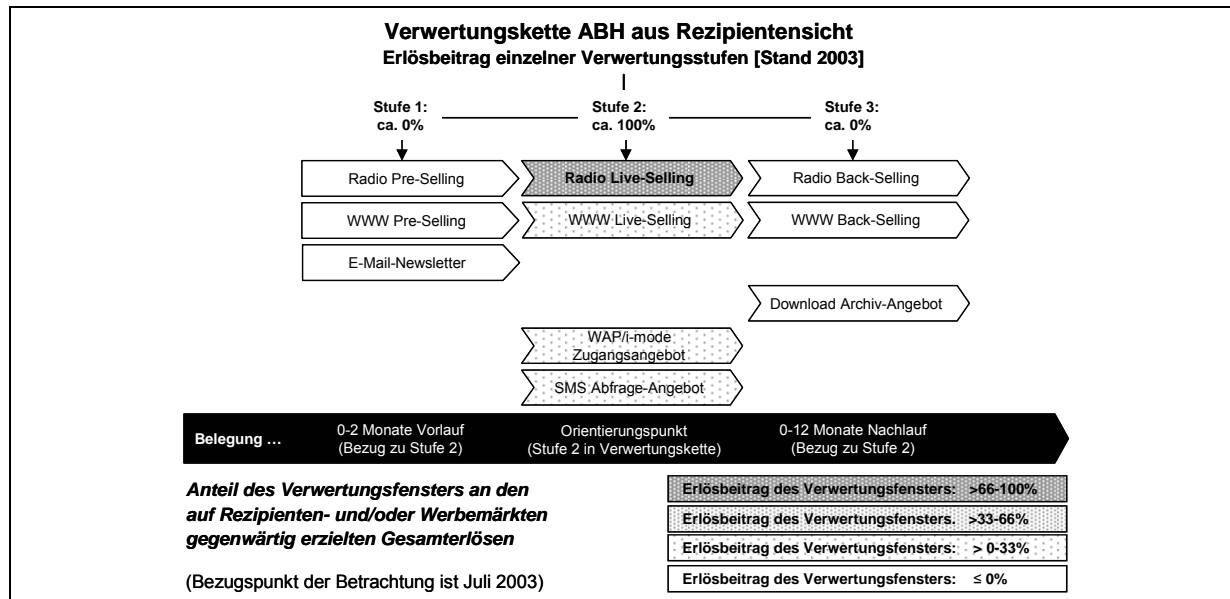 Verwertungskette ABH aus Rezipientensicht
Erlösbeitrag einzelner Verwertungsstufen [Stand 2003]
Stufe 1:
ca. 0%
Stufe 2:
ca. 100%
Stufe 3:
ca. 0%
Radio Pre-Selling
Radio Live-Selling
Radio Back-Selling
WWW Pre-Selling
WWW Live-Selling
WWW Back-Selling
E-Mail-Newsletter
Download Archiv-Angebot
WAP/i-mode
Zugangsangebot
SMS Abfrage-Angebot
Belegung ...
0-2 Monate Vorlauf
(Bezug zu Stufe 2)
Orientierungspunkt
(Stufe 2 in Verwertungskette)
0-12 Monate Nachlauf
(Bezug zu Stufe 2)
Anteil des Verwertungsfensters an den
auf Rezipienten- und/oder Werbemärkten
gegenwärtig erzielten Gesamterlösen
(Bezugspunkt der Betrachtung ist Juli 2003)
Erlösbeitrag des Verwertungsfensters: >66-100%
Erlösbeitrag des Verwertungsfensters. >33-66%
Erlösbeitrag des Verwertungsfensters: > 0-33%
Erlösbeitrag des Verwertungsfensters: ≤ 0%